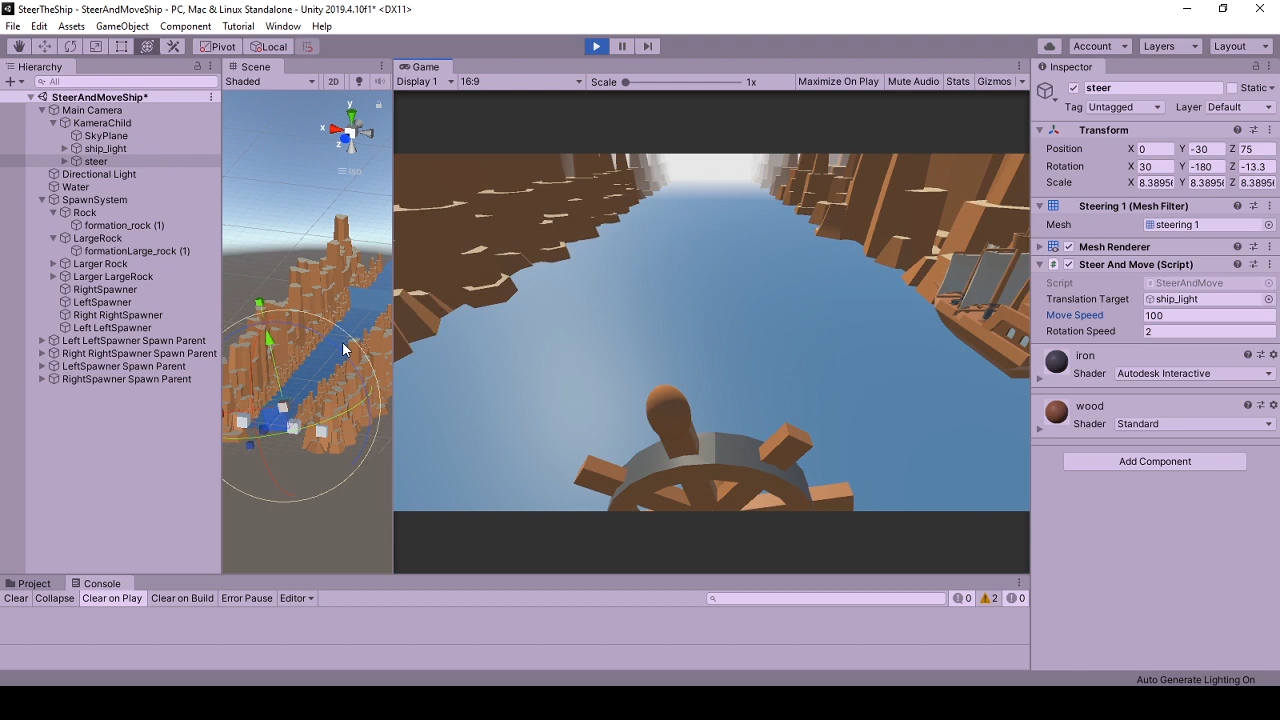 SteerTheShip - SteerAndMoveShip - PC, Mac & Linux Standalone - Unity 2019.4.10f1* <DX11>
File Edit Assets GameObject Component Tutorial Window Help
Pivot Local Account Layers Layout
Hierarchy
All
SteerAndMoveShip*
Main Camera
KameraChild
SkyPlane
ship_light
steer
Directional Light
Water
SpawnSystem
Rock
formation_rock (1)
LargeRock
formationLarge_rock (1)
Larger Rock
Larger LargeRock
RightSpawner
LeftSpawner
Right RightSpawner
Left LeftSpawner
Left LeftSpawner Spawn Parent
Right RightSpawner Spawn Parent
LeftSpawner Spawn Parent
RightSpawner Spawn Parent
Scene
Shaded 2D
y
x
z
Iso
Game
Display 1 16:9 Scale 1x Maximize On Play Mute Audio Stats Gizmos
Inspector
steer Static
Tag Untagged Layer Default
Transform
Position X 0 Y -30 Z 75
Rotation X 30 Y -180 Z -13.3
Scale X 8.3895 Y 8.3895 Z 8.3895
Steering 1 (Mesh Filter)
Mesh steering 1
Mesh Renderer
Steer And Move (Script)
Script SteerAndMove
Translation Target ship_light
Move Speed 100
Rotation Speed 2
iron
Shader Autodesk Interactive
wood
Shader Standard
Add Component
Project Console
Clear Collapse Clear on Play Clear on Build Error Pause Editor 0 2 0
Auto Generate Lighting On